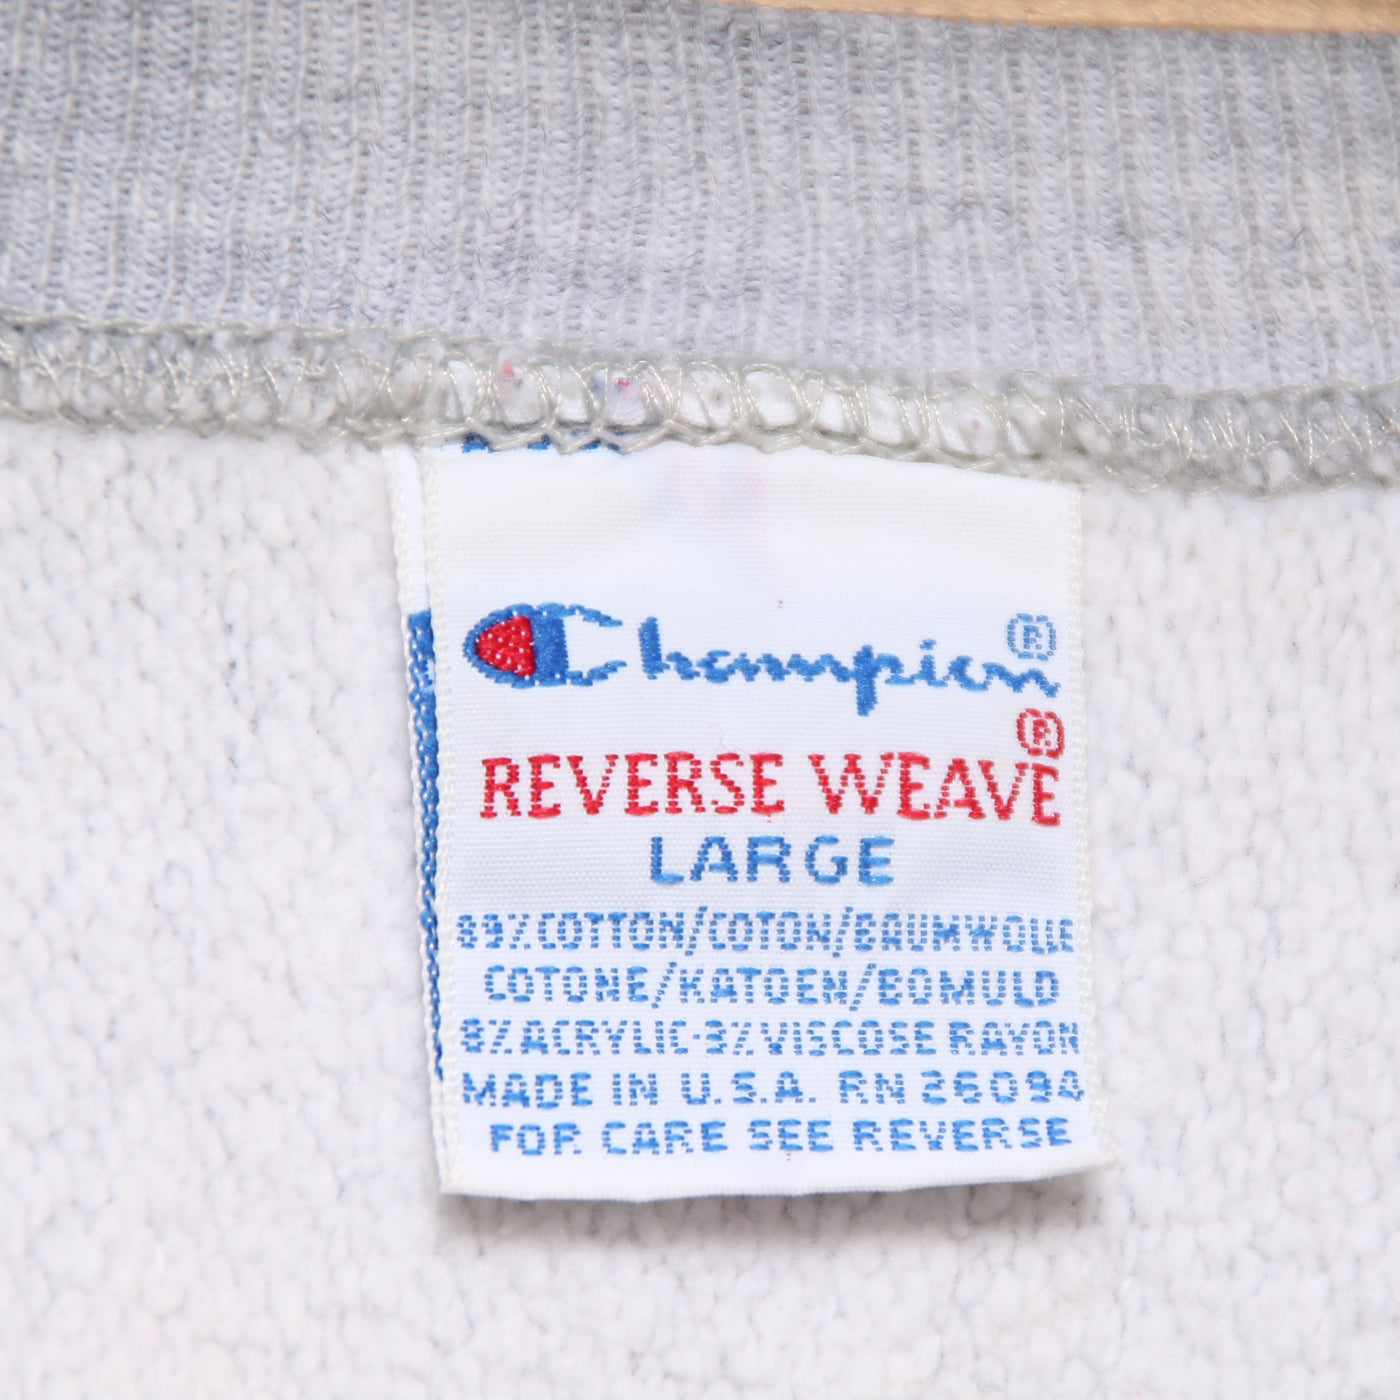 Champion®
®
REVERSE WEAVE
LARGE
89% COTTON/COTON/BAUMWOLLE
COTONE/KATOEN/BOMULD
8% ACRYLIC·3% VISCOSE RAYON
MADE IN U.S.A. RN 26094
FOR CARE SEE REVERSE